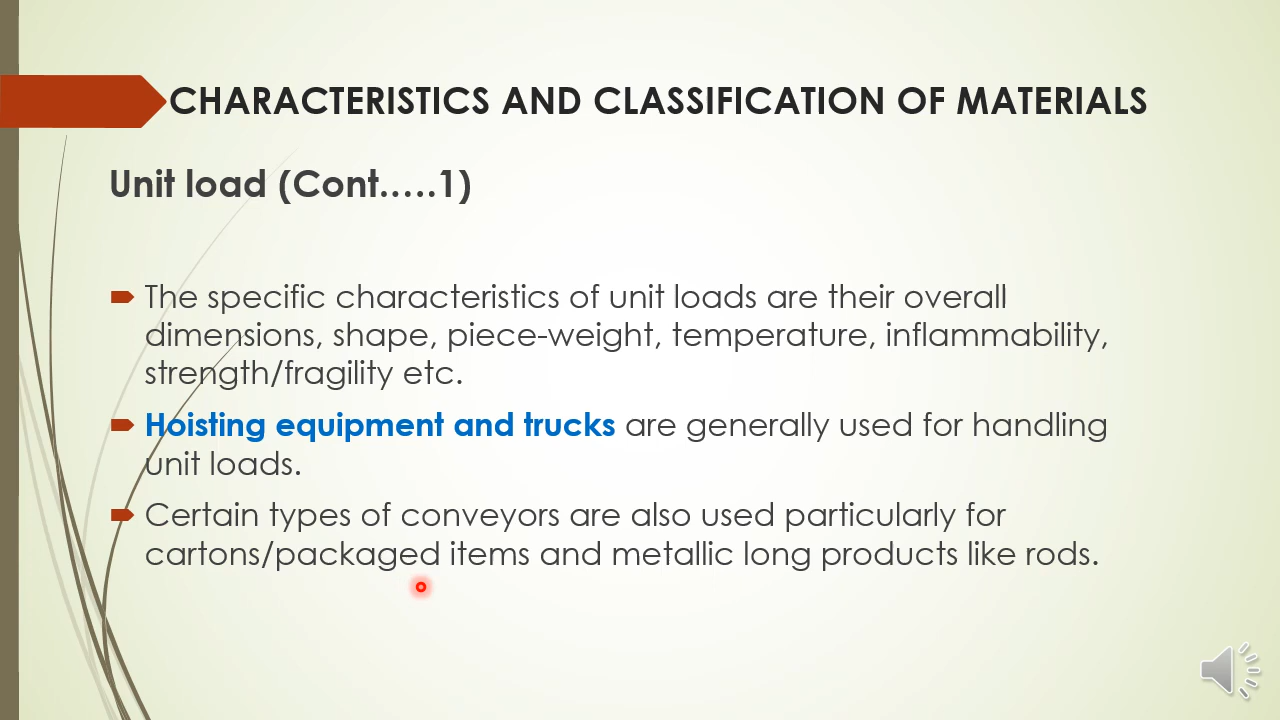 CHARACTERISTICS AND CLASSIFICATION OF MATERIALS
Unit load (Cont.….1)
The specific characteristics of unit loads are their overall
dimensions, shape, piece-weight, temperature, inflammability,
strength/fragility etc.
Hoisting equipment and trucks are generally used for handling
unit loads.
Certain types of conveyors are also used particularly for
cartons/packaged items and metallic long products like rods.